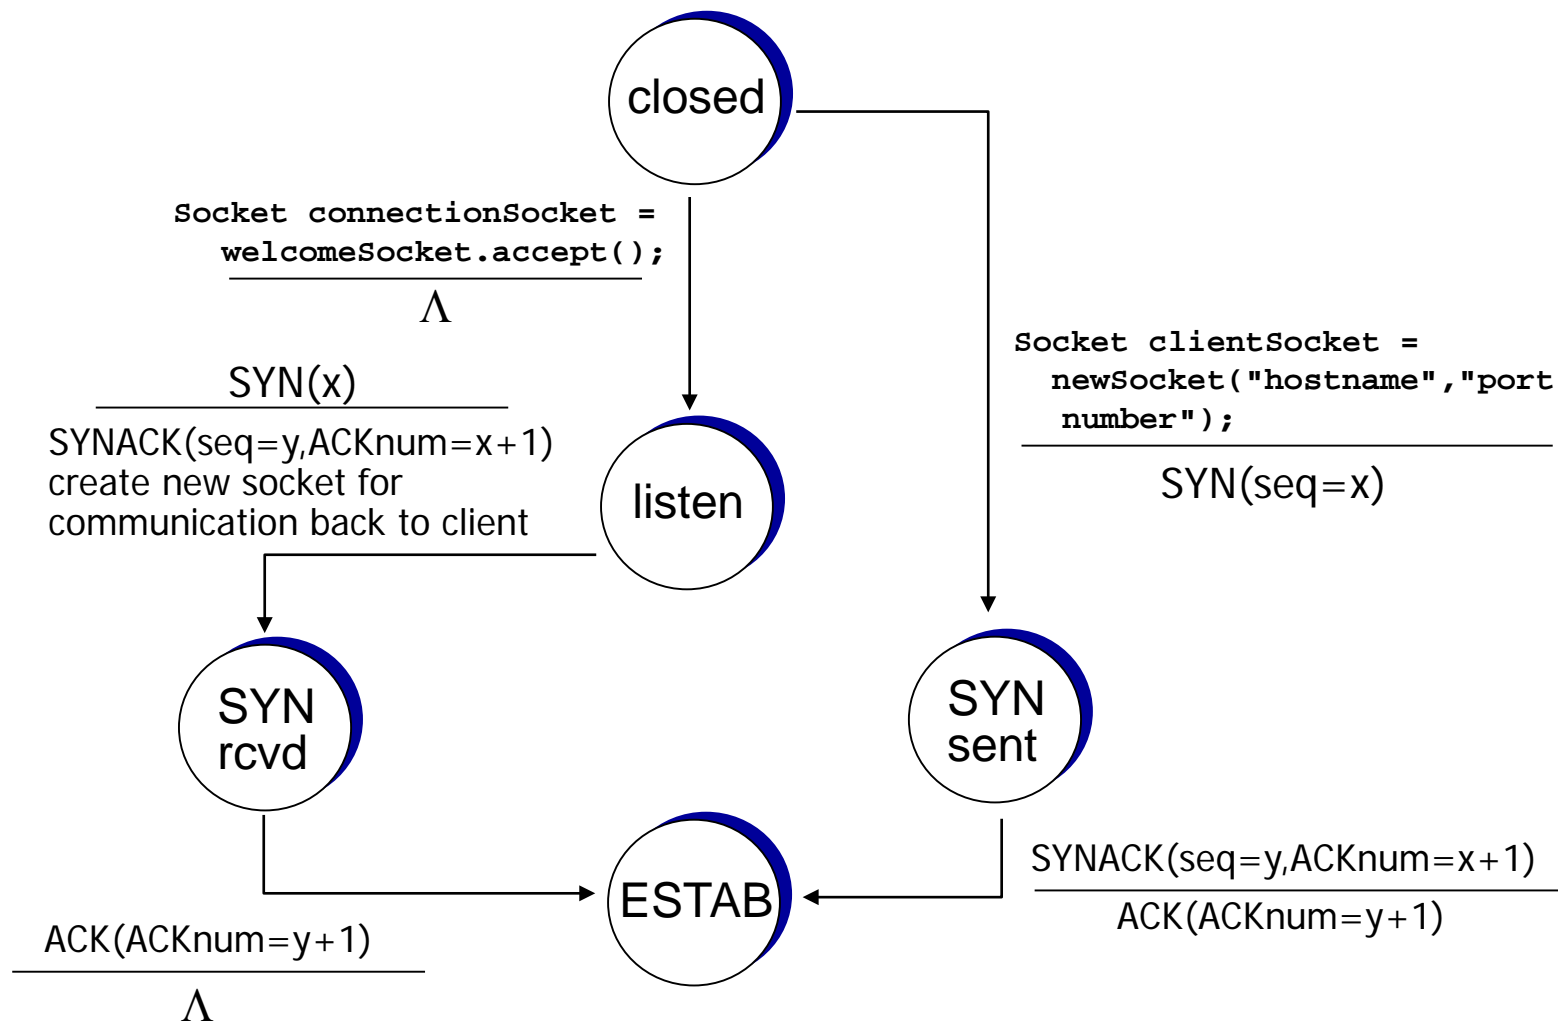 closed
Socket connectionSocket =
welcomeSocket.accept();
Λ
Socket clientSocket =
newSocket("hostname","port
number");
SYN(seq=x)
SYN(x)
SYNACK(seq=y,ACKnum=x+1)
create new socket for
communication back to client
listen
SYN
rcvd
SYN
sent
ESTAB
SYNACK(seq=y,ACKnum=x+1)
ACK(ACKnum=y+1)
ACK(ACKnum=y+1)
Λ